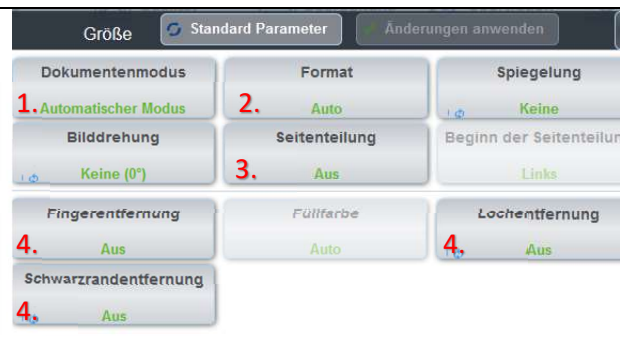 Größe Standard Parameter Änderungen anwenden
Dokumentenmodus Format Spiegelung
1. Automatischer Modus 2. Auto Keine
Bilddrehung Seitenteilung Beginn der Seitenteilun
Keine (0°) 3. Aus Links
Fingerentfernung Füllfarbe Lochentfernung
4. Aus Auto 4. Aus
Schwarzrandentfernung
4. Aus